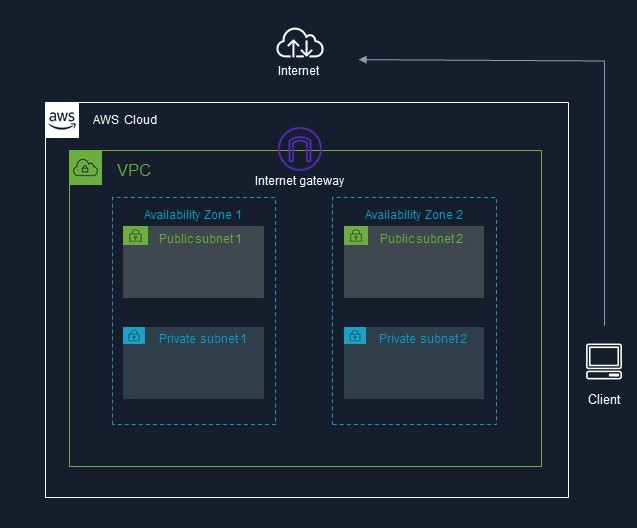 Internet
aws
AWS Cloud
VPC
Internet gateway
Availability Zone 1
Availability Zone 2
Public subnet 1
Public subnet 2
Private subnet 1
Private subnet 2
Client